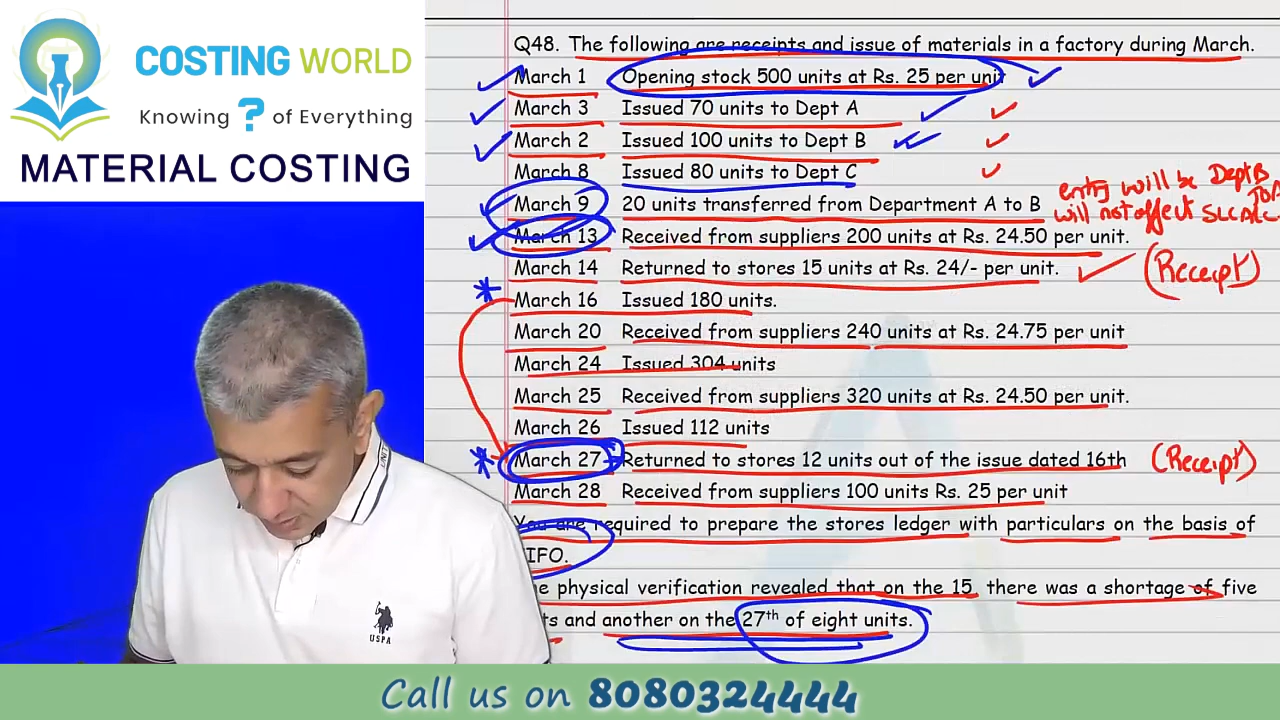 COSTING WORLD
Knowing ? of Everything
MATERIAL COSTING
Q48. The following are receipts and issue of materials in a factory during March.
March 1 Opening stock 500 units at Rs. 25 per unit
March 3 Issued 70 units to Dept A
March 2 Issued 100 units to Dept B
March 8 Issued 80 units to Dept C
March 9 20 units transferred from Department A to B
entry will be Dept B
will not affect SLC
March 13 Received from suppliers 200 units at Rs. 24.50 per unit.
March 14 Returned to stores 15 units at Rs. 24/- per unit. (Receipt)
March 16 Issued 180 units.
March 20 Received from suppliers 240 units at Rs. 24.75 per unit
March 24 Issued 304 units
March 25 Received from suppliers 320 units at Rs. 24.50 per unit.
March 26 Issued 112 units
March 27 Returned to stores 12 units out of the issue dated 16th (Receipt)
March 28 Received from suppliers 100 units Rs. 25 per unit
You are required to prepare the stores ledger with particulars on the basis of
IFO.
e physical verification revealed that on the 15, there was a shortage of five
ts and another on the 27th of eight units.
USPA
Call us on 8080324444